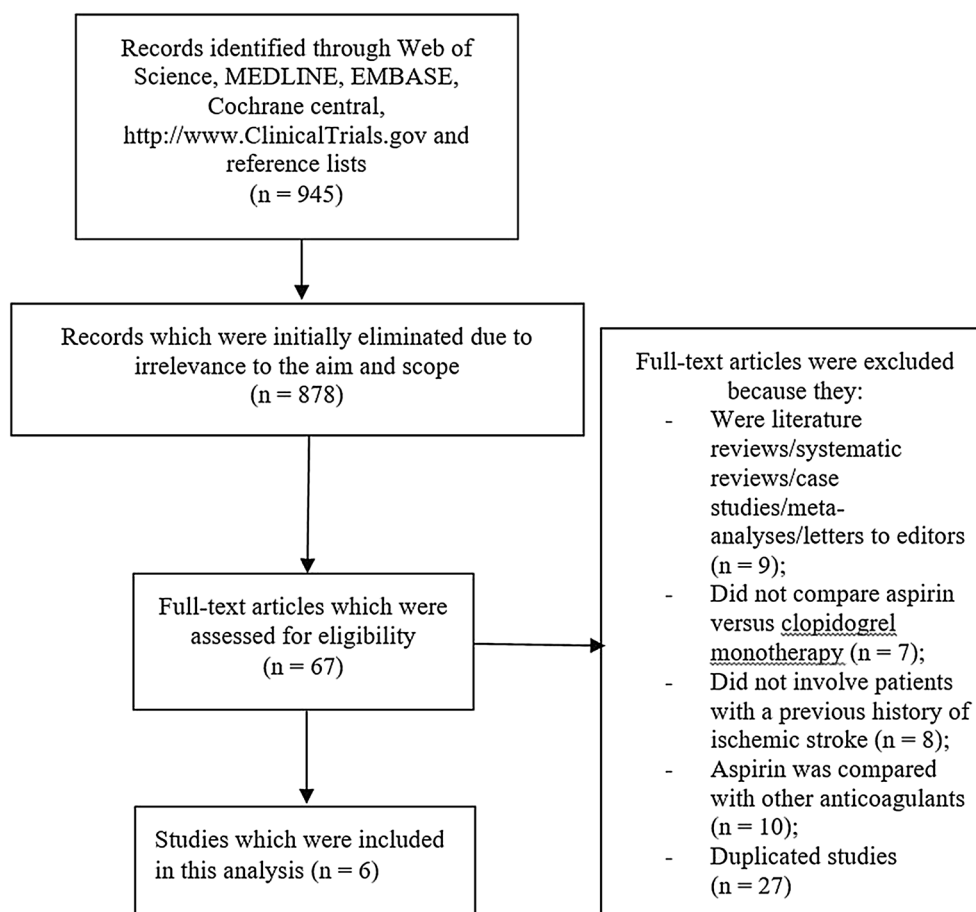 Records identified through Web of
Science, MEDLINE, EMBASE,
Cochrane central,
http://www.ClinicalTrials.gov and
reference lists
(n = 945)
Records which were initially eliminated due to
irrelevance to the aim and scope
(n = 878)
Full-text articles which were
assessed for eligibility
(n = 67)
Full-text articles were excluded
because they:
- Were literature
reviews/systematic
reviews/case
studies/meta-
analyses/letters to editors
(n = 9);
- Did not compare aspirin
versus clopidogrel
monotherapy (n = 7);
- Did not involve patients
with a previous history of
ischemic stroke (n = 8);
- Aspirin was compared
with other anticoagulants
(n = 10);
- Duplicated studies
(n = 27)
Studies which were included
in this analysis (n = 6)